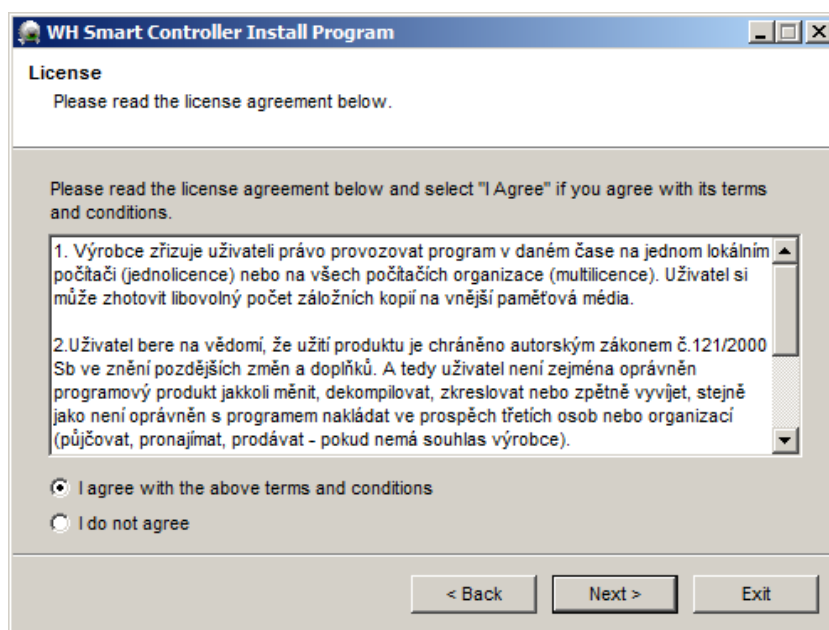 WH Smart Controller Install Program
License
Please read the license agreement below.
Please read the license agreement below and select "I Agree" if you agree with its terms
and conditions.
1. Výrobce zřizuje uživateli právo provozovat program v daném čase na jednom lokálním
počítači (jednolicence) nebo na všech počítačích organizace (multilicence). Uživatel si
může zhotovit libovolný počet záložních kopií na vnější paměťová média.
2.Uživatel bere na vědomí, že užití produktu je chráněno autorským zákonem č.121/2000
Sb ve znění pozdějších změn a doplňků. A tedy uživatel není zejména oprávněn
programový produkt jakkoli měnit, dekompilovat, zkreslovat nebo zpětně vyvíjet, stejně
jako není oprávněn s programem nakládat ve prospěch třetích osob nebo organizací
(půjčovat, pronajímat, prodávat - pokud nemá souhlas výrobce).
I agree with the above terms and conditions
I do not agree
< Back
Next >
Exit